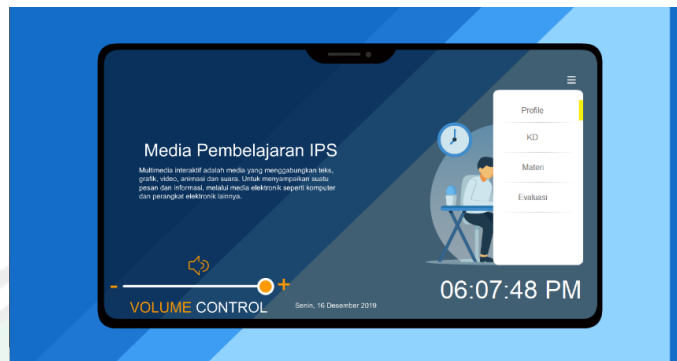 ☰
Profile
KD
Materi
Evaluasi
Media Pembelajaran IPS
Multimedia interaktif adalah media yang menggabungkan teks,
grafik, video, animasi dan suara. Untuk menyampaikan suatu
pesan dan informasi, melalui media elektronik seperti komputer
dan perangkat elektronik lainnya.
- +
VOLUME CONTROL
Senin, 16 Desember 2019
06:07:48 PM